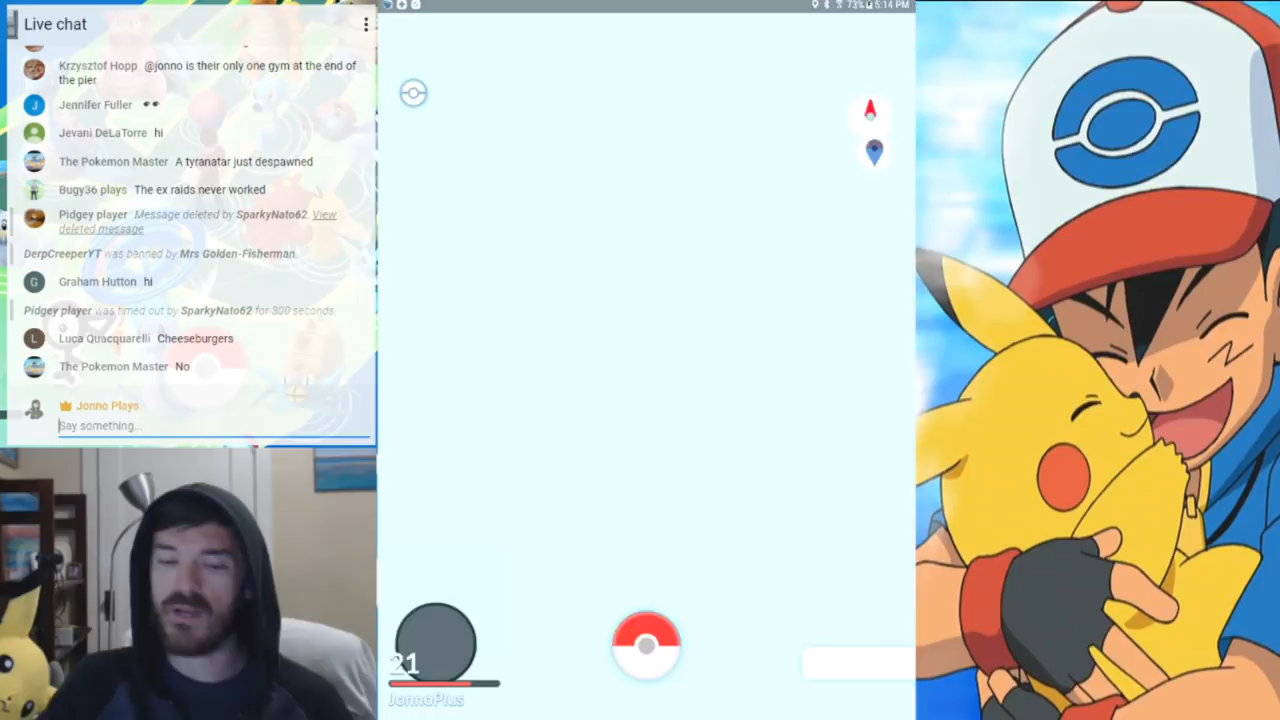 Live chat
Krzysztof Hopp @jonno is their only one gym at the end of
the pier
Jennifer Fuller 👀
Jevani DeLaTorre hi
The Pokemon Master A tyranatar just despawned
Bugy36 plays The ex raids never worked
Pidgey player Message deleted by SparkyNato62. View
deleted message
DerpCreeperYT was banned by Mrs Golden-Fisherman.
G Graham Hutton hi
Pidgey player was timed out by SparkyNato62 for 300 seconds.
L Luca Quacquarelli Cheeseburgers
The Pokemon Master No
Jonno Plays
Say something...
73% 5:14 PM
21
JonnoPlus